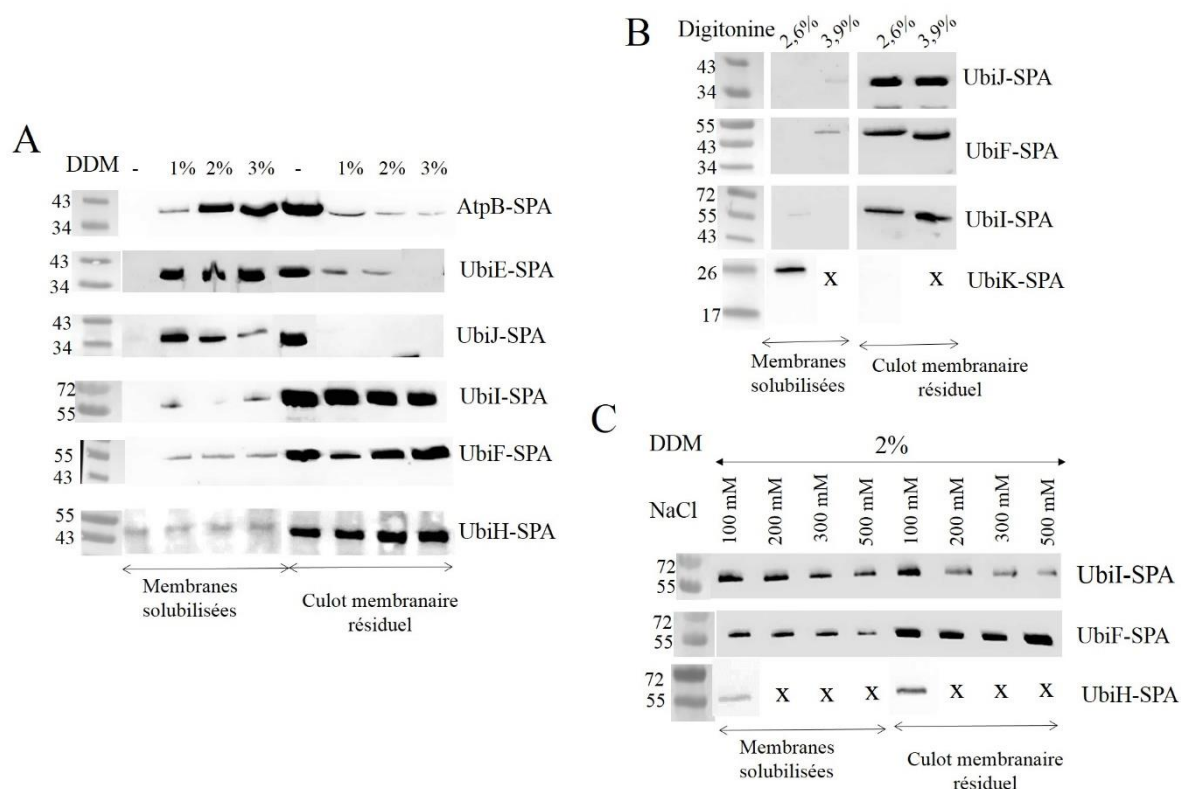 A
DDM - 1% 2% 3% - 1% 2% 3%
43
34
AtpB-SPA
43
34
UbiE-SPA
43
34
UbiJ-SPA
72
55
UbiI-SPA
55
43
UbiF-SPA
55
43
UbiH-SPA
Membranes
solubilisées
Culot membranaire
résiduel
B
Digitonine 2,6% 3,9% 2,6% 3,9%
43
34
UbiJ-SPA
55
43
34
UbiF-SPA
72
55
43
UbiI-SPA
26
17
x x UbiK-SPA
Membranes
solubilisées
Culot membranaire
résiduel
C
DDM 2%
NaCl 100 mM 200 mM 300 mM 500 mM 100 mM 200 mM 300 mM 500 mM
72
55
UbiI-SPA
72
55
UbiF-SPA
72
55
x x x x x x UbiH-SPA
Membranes
solubilisées
Culot membranaire
résiduel